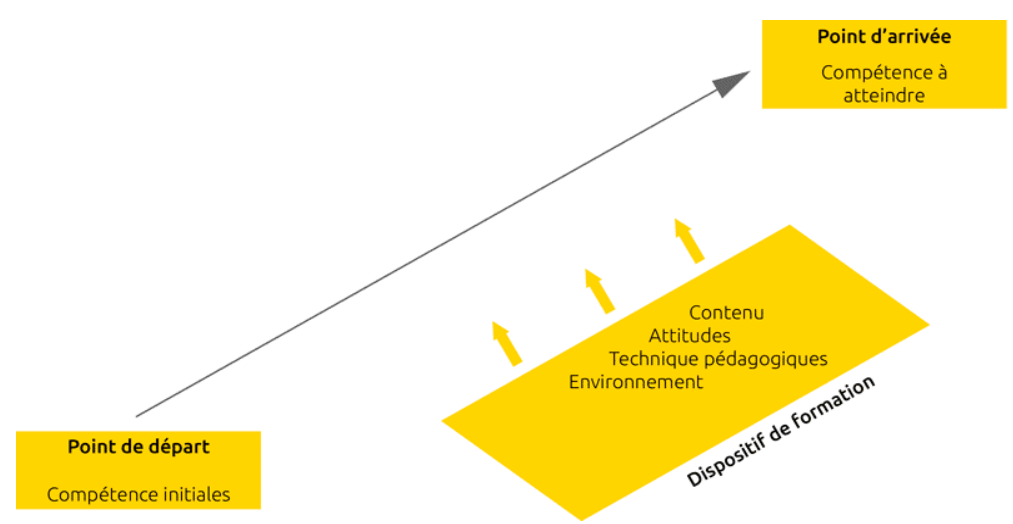 Point d'arrivée
Compétence à
atteindre
Contenu
Attitudes
Technique pédagogiques
Environnement
Dispositif de formation
Point de départ
Compétence initiales